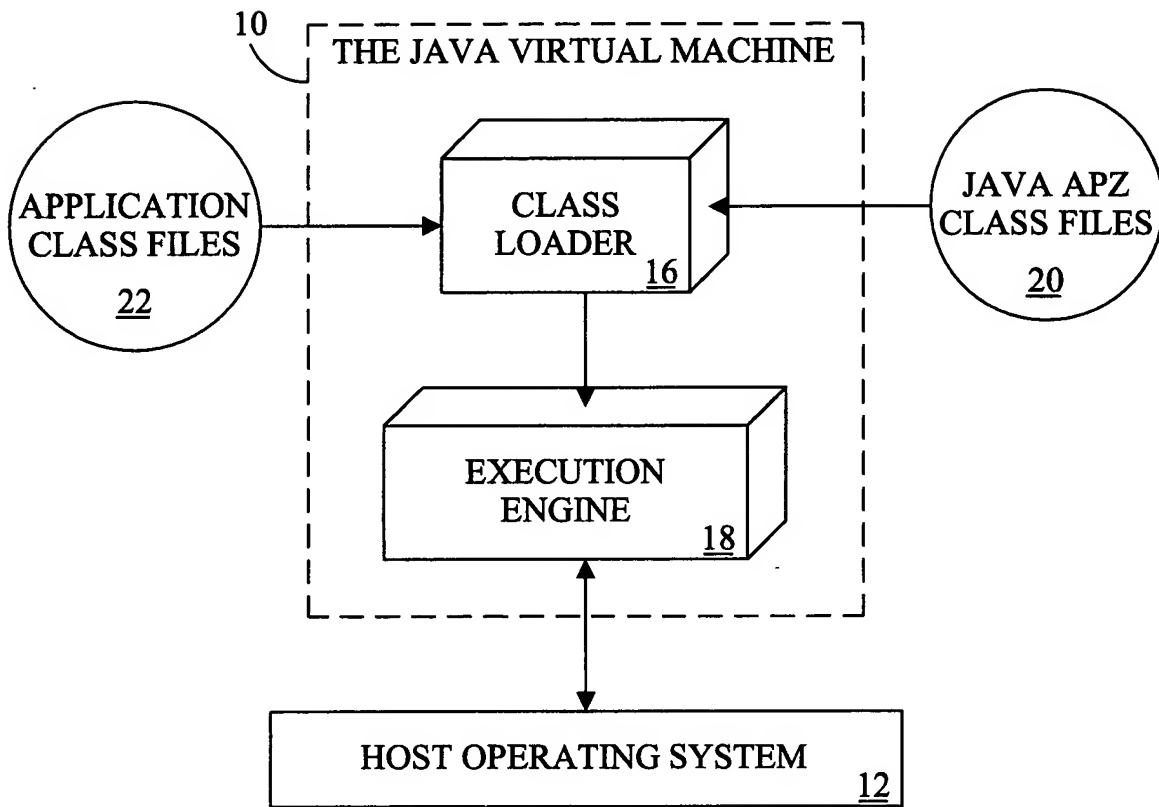 10
THE JAVA VIRTUAL MACHINE
APPLICATION
CLASS FILES
22
CLASS
LOADER
16
JAVA APZ
CLASS FILES
20
EXECUTION
ENGINE
18
HOST OPERATING SYSTEM
12